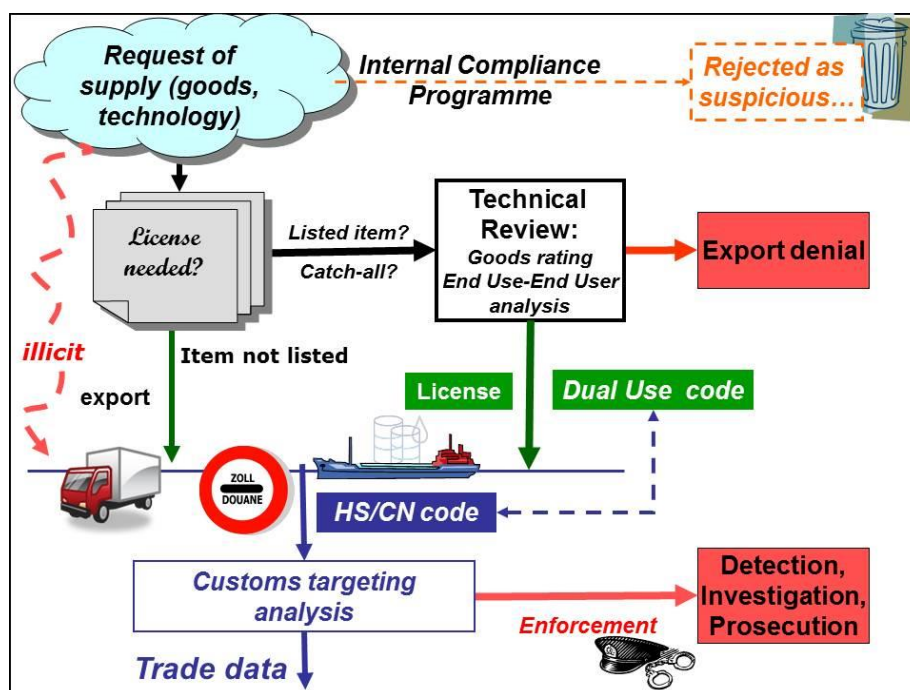 Request of
supply (goods,
technology)
Internal Compliance
Programme
Rejected as
suspicious...
License
needed?
Listed item?
Catch-all?
Technical
Review:
Goods rating
End Use-End User
analysis
Export denial
illicit
Item not listed
export
License
Dual Use code
ZOLL
DOUANE
HS/CN code
Customs targeting
analysis
Enforcement
Detection,
Investigation,
Prosecution
Trade data